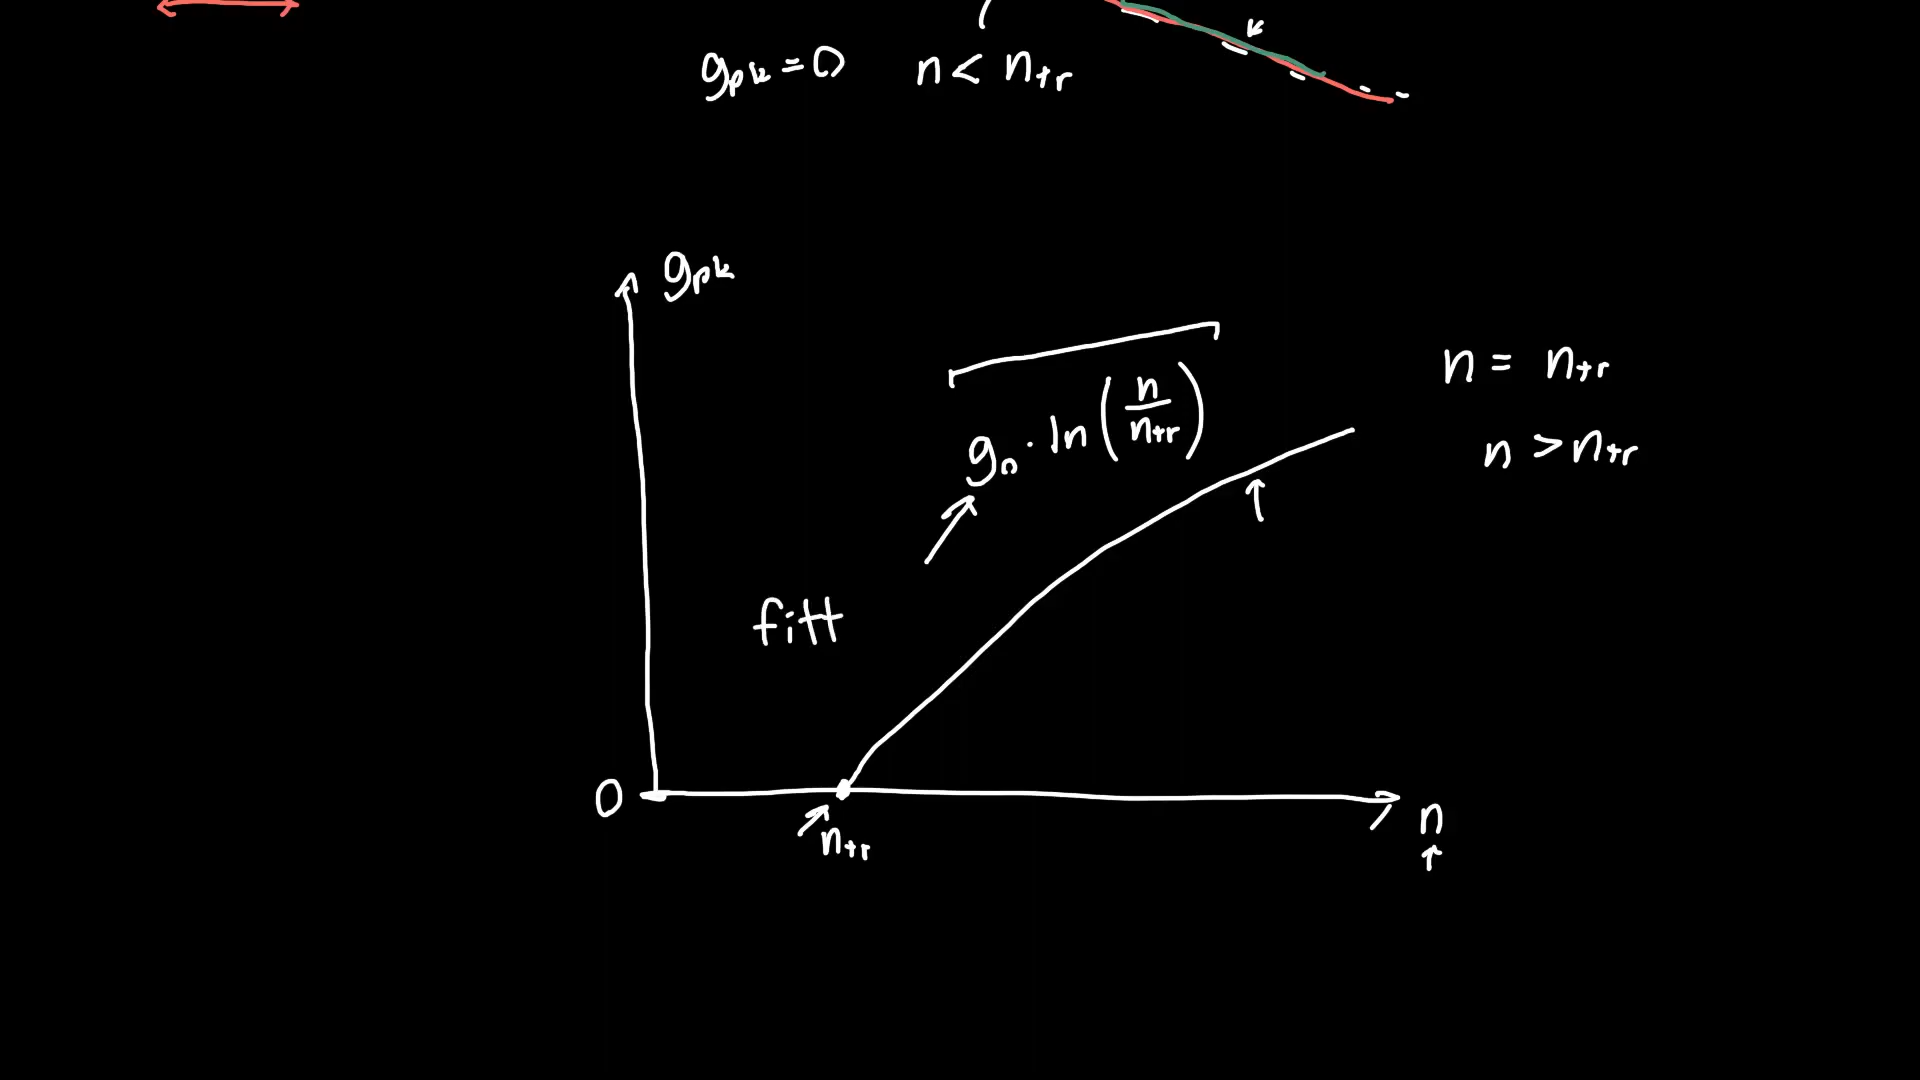 gpk = 0 n < ntr
gpk
g0 · ln(n/ntr)
n = ntr
n > ntr
fitt
0
ntr
n